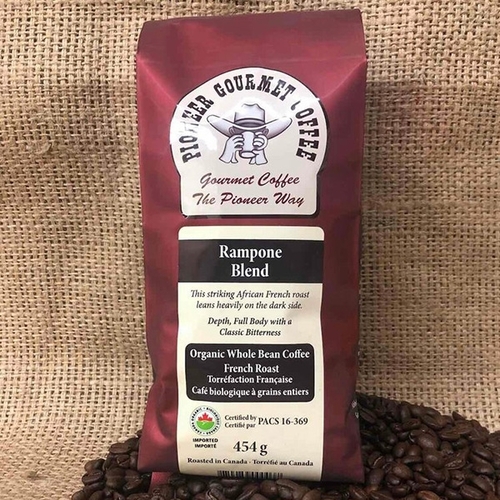 PIONEER GOURMET COFFEE
Gourmet Coffee
The Pioneer Way
Rampone
Blend
This striking African French roast
leans heavily on the dark side.
Depth, Full Body with a
Classic Bitterness
Organic Whole Bean Coffee
French Roast
Torréfaction Française
Café biologique à grains entiers
Certified by
Certifié par
PACS 16-369
IMPORTED
IMPORTÉ
454 g
Roasted in Canada - Torréfié au Canada